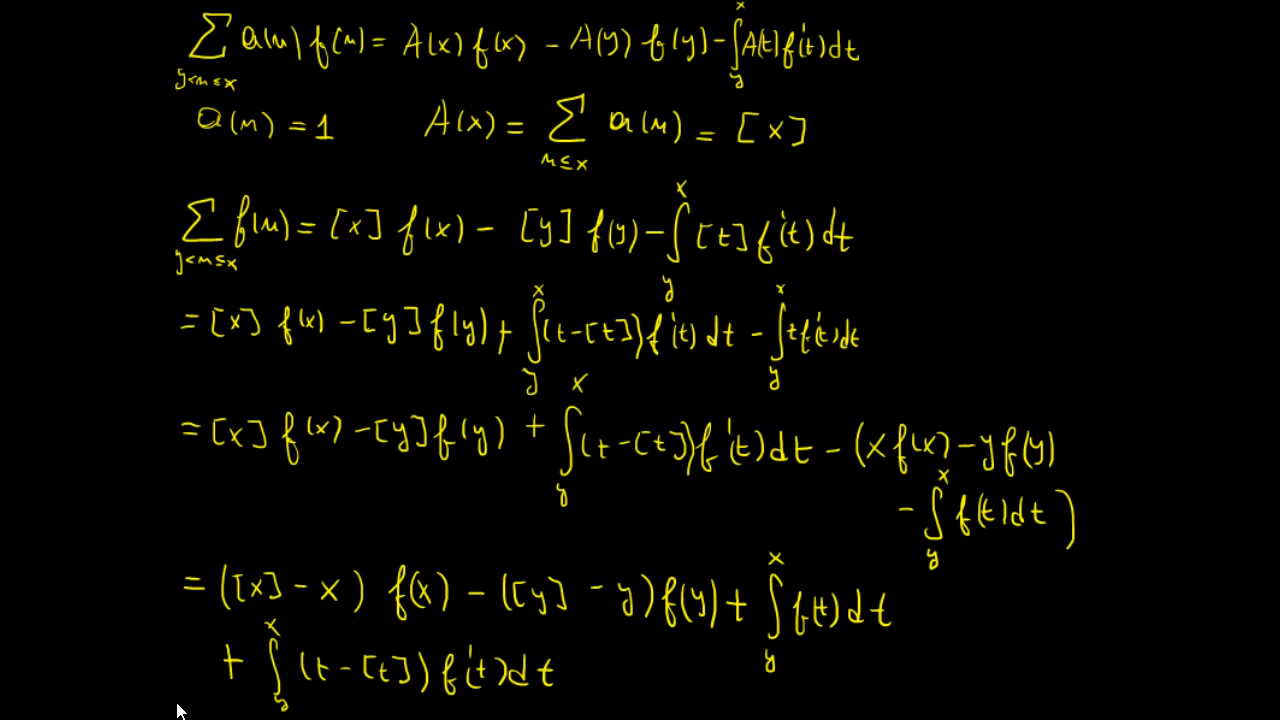 ∑_{y<n≤x} a(n) f(n) = A(x) f(x) - A(y) f(y) - ∫_y^x A(t) f'(t) dt
a(n) = 1 A(x) = ∑_{n≤x} a(n) = [x]
∑_{y<n≤x} f(n) = [x] f(x) - [y] f(y) - ∫_y^x [t] f'(t) dt
= [x] f(x) - [y] f(y) + ∫_y^x (t-[t]) f'(t) dt - ∫_y^x t f'(t) dt
= [x] f(x) - [y] f(y) + ∫_y^x (t-[t]) f'(t) dt - (x f(x) - y f(y)
- ∫_y^x f(t) dt)
= ([x] - x) f(x) - ([y] - y) f(y) + ∫_y^x f(t) dt
+ ∫_y^x (t-[t]) f'(t) dt